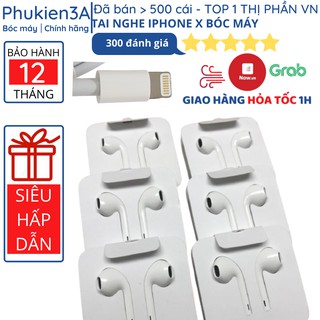 Phukien3A
Bóc máy | Chính hãng
Đã bán > 500 cái - TOP 1 THỊ PHẦN VN
TAI NGHE IPHONE X BÓC MÁY
300 đánh giá
BẢO HÀNH
12
THÁNG
Now.vn
Grab
GIAO HÀNG HỎA TỐC 1H
SIÊU
HẤP
DẪN